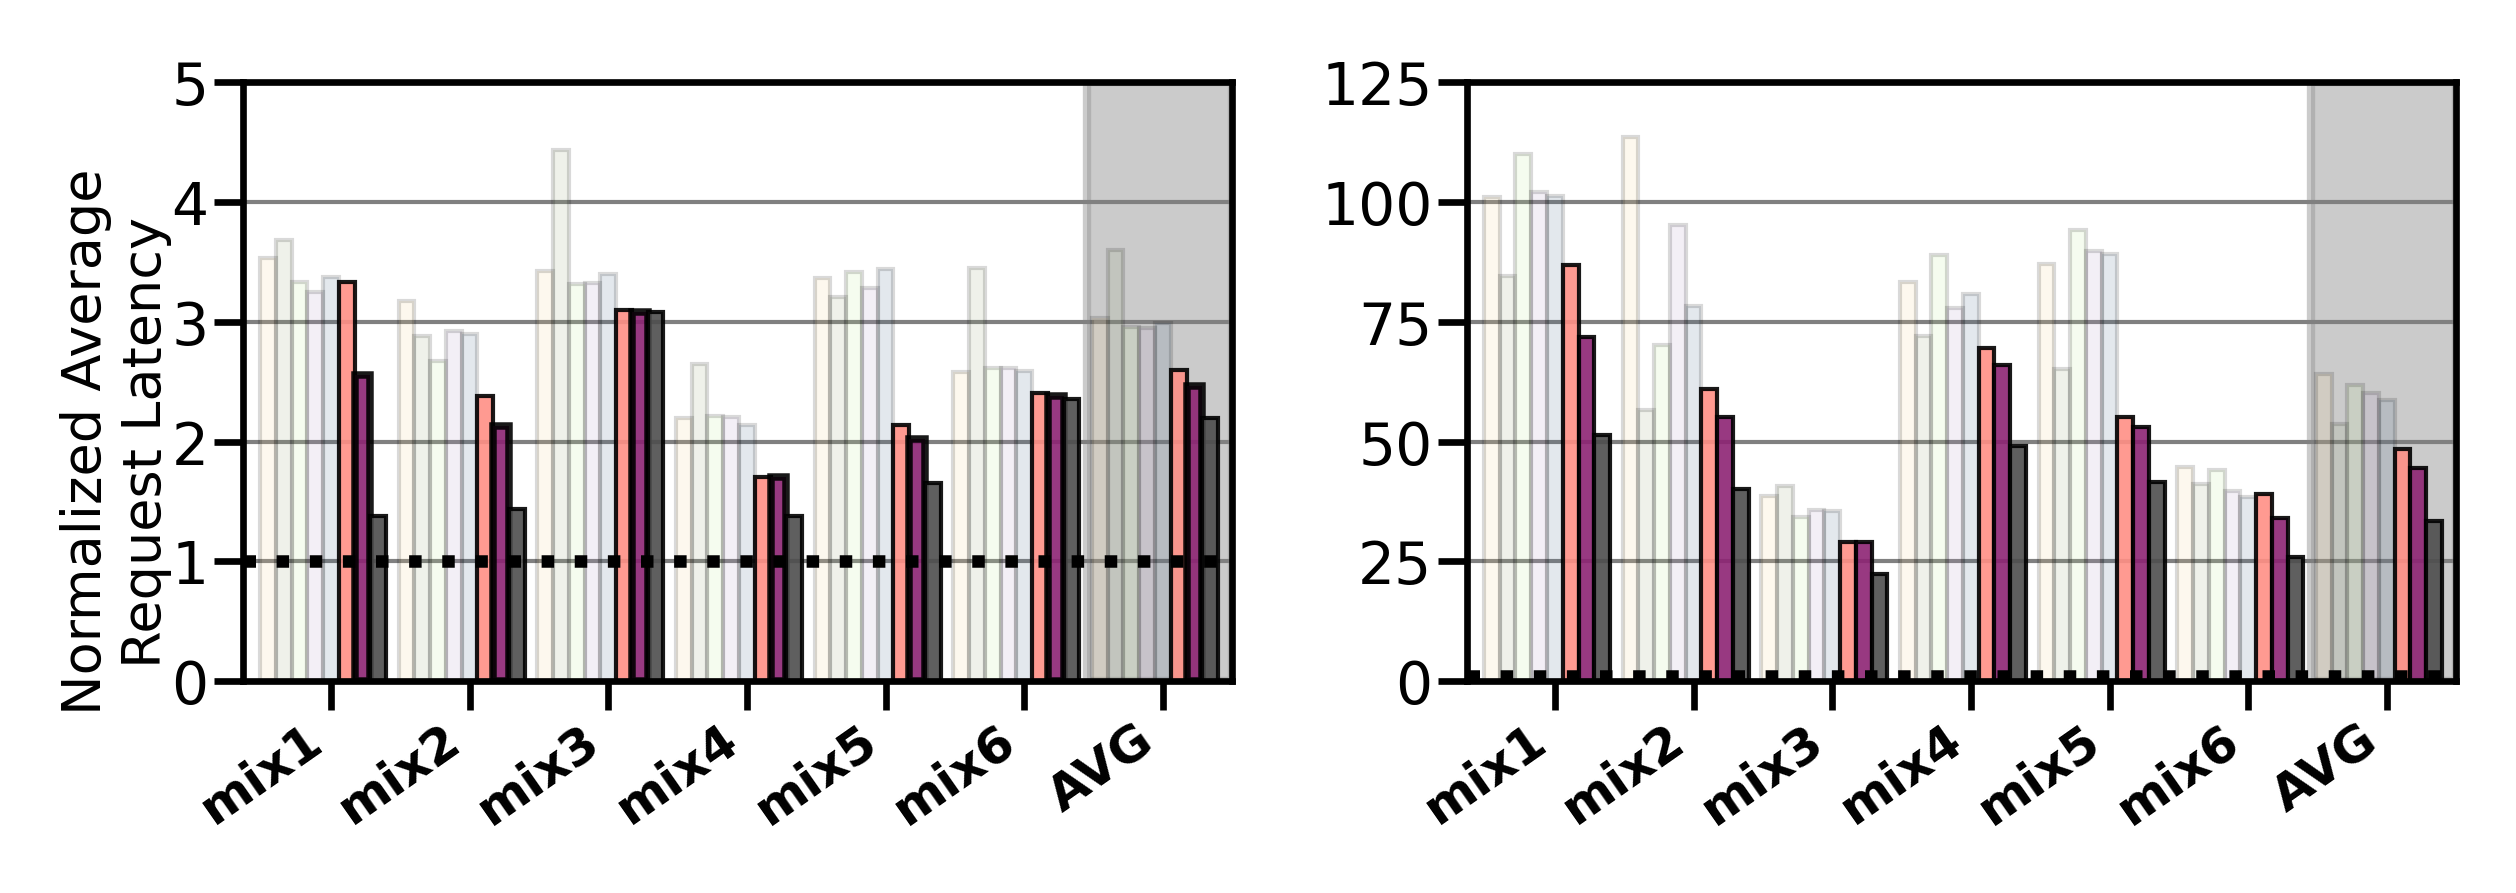 Normalized Average
Request Latency
5
4
3
2
1
0
mix1
mix2
mix3
mix4
mix5
mix6
AVG
125
100
75
50
25
0
mix1
mix2
mix3
mix4
mix5
mix6
AVG